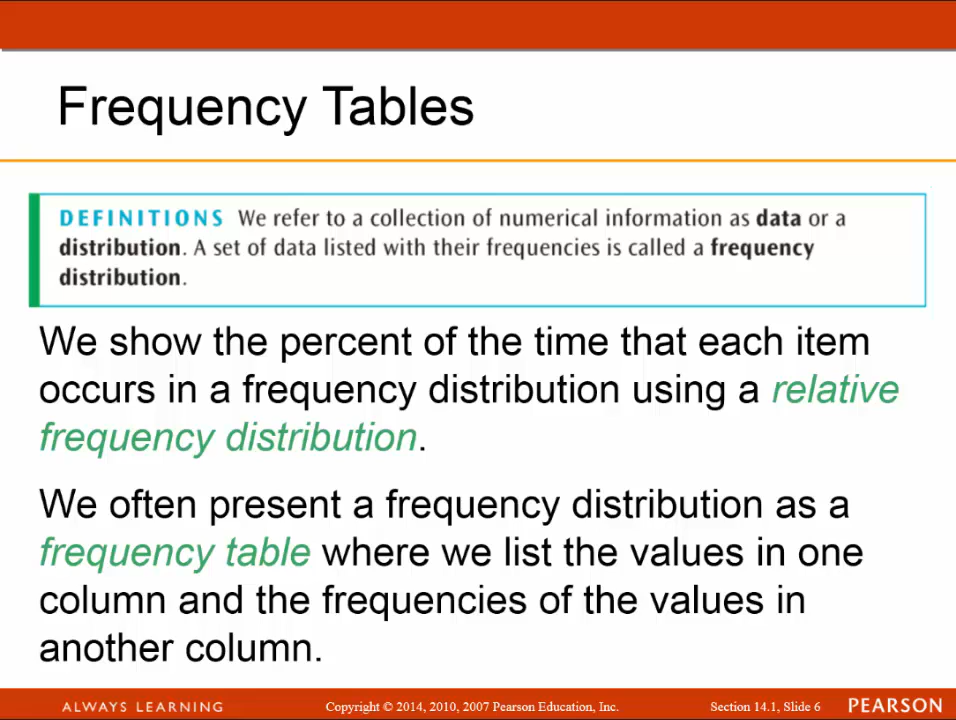 Frequency Tables
DEFINITIONS We refer to a collection of numerical information as data or a
distribution. A set of data listed with their frequencies is called a frequency
distribution.
We show the percent of the time that each item
occurs in a frequency distribution using a relative
frequency distribution.
We often present a frequency distribution as a
frequency table where we list the values in one
column and the frequencies of the values in
another column.
ALWAYS LEARNING Copyright © 2014, 2010, 2007 Pearson Education, Inc. Section 14.1, Slide 6 PEARSON